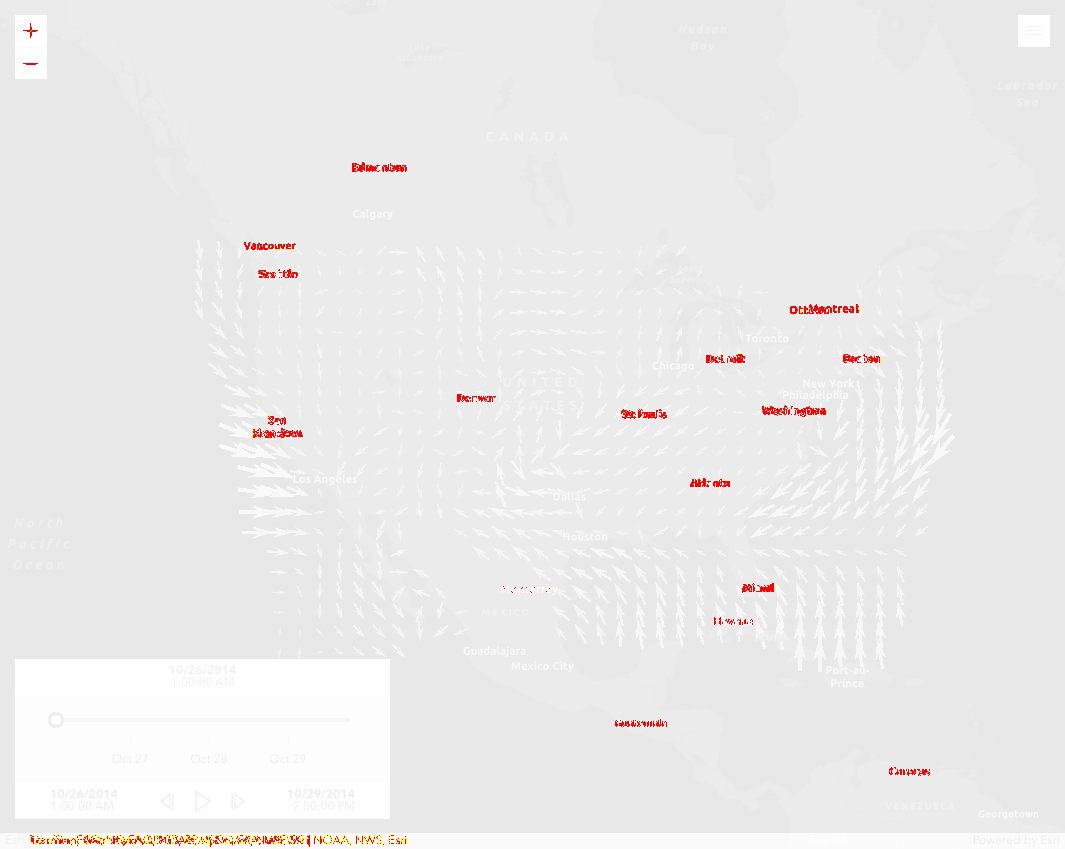 Hudson
Bay
Labrador
Sea
CANADA
Edmonton
Calgary
Vancouver
Seattle
Ottawa Montreal
Toronto
Detroit
Boston
Chicago
New York
UNITED
STATES
Philadelphia
Denver
St. Louis
Washington
San
Francisco
Los Angeles
Atlanta
Dallas
North
Pacific
Ocean
Houston
Monterrey
Miami
MÉXICO
Havana
Guadalajara
Mexico City
Port-au-
Prince
10/26/2014
1:00:00 AM
Guatemala
Oct 27 Oct 28 Oct 29
Caracas
10/26/2014 10/29/2014
1:00:00 AM 7:00:00 PM
VENEZUELA
Georgetown
Esri, NOAA, NWS, Esri
Powered by Esri